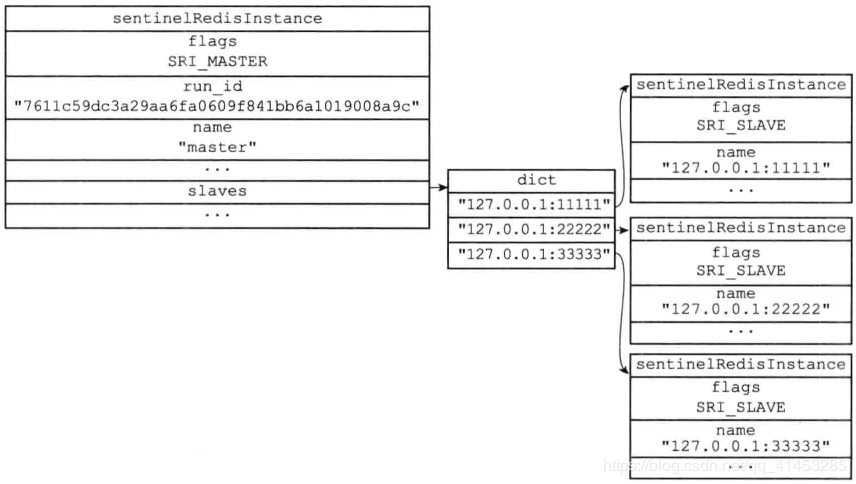 sentinelRedisInstance
flags
SRI_MASTER
run_id
"7611c59dc3a29aa6fa0609f841bb6a1019008a9c"
name
"master"
...
slaves
...
dict
"127.0.0.1:11111"
"127.0.0.1:22222"
"127.0.0.1:33333"
sentinelRedisInstance
flags
SRI_SLAVE
name
"127.0.0.1:11111"
...
sentinelRedisInstance
flags
SRI_SLAVE
name
"127.0.0.1:22222"
...
sentinelRedisInstance
flags
SRI_SLAVE
name
"127.0.0.1:33333"
...
https://blog.csdn.net/qq_41453285